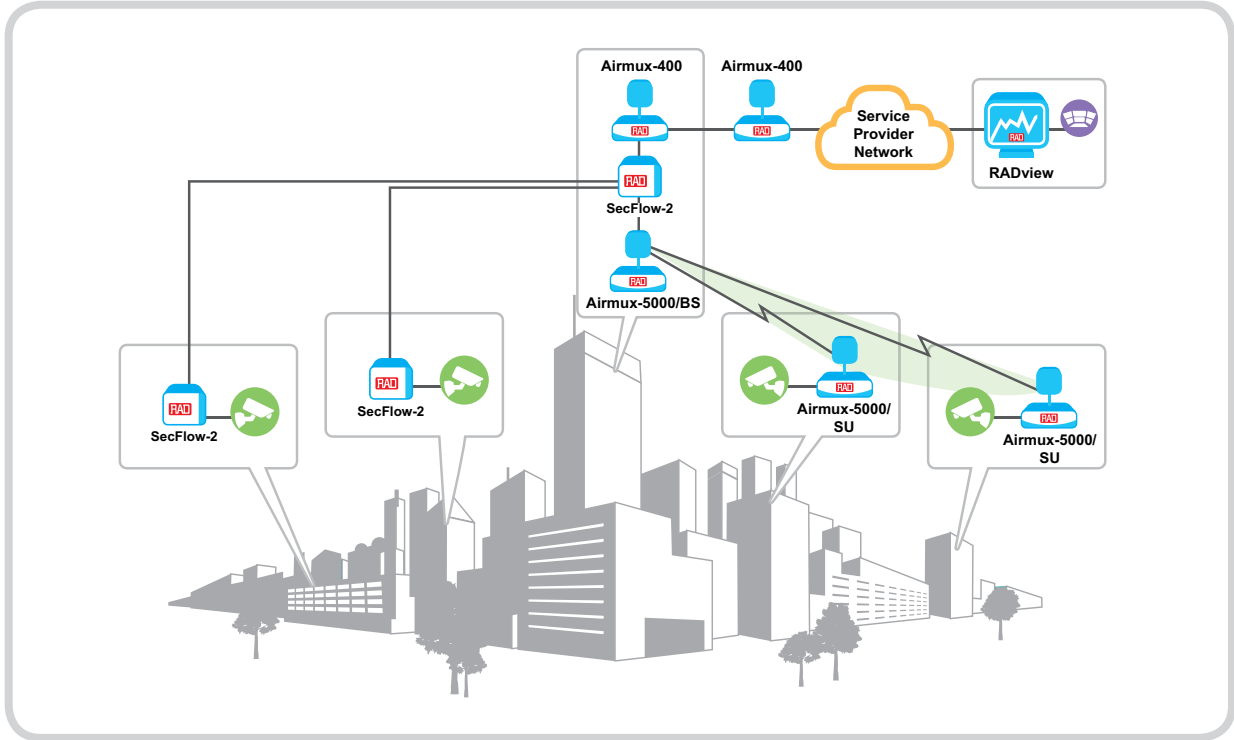 Airmux-400
Airmux-400
RAD
RAD
Service
Provider
Network
RAD
RADview
RAD
SecFlow-2
RAD
Airmux-5000/BS
RAD
SecFlow-2
RAD
SecFlow-2
RAD
Airmux-5000/
SU
RAD
Airmux-5000/
SU